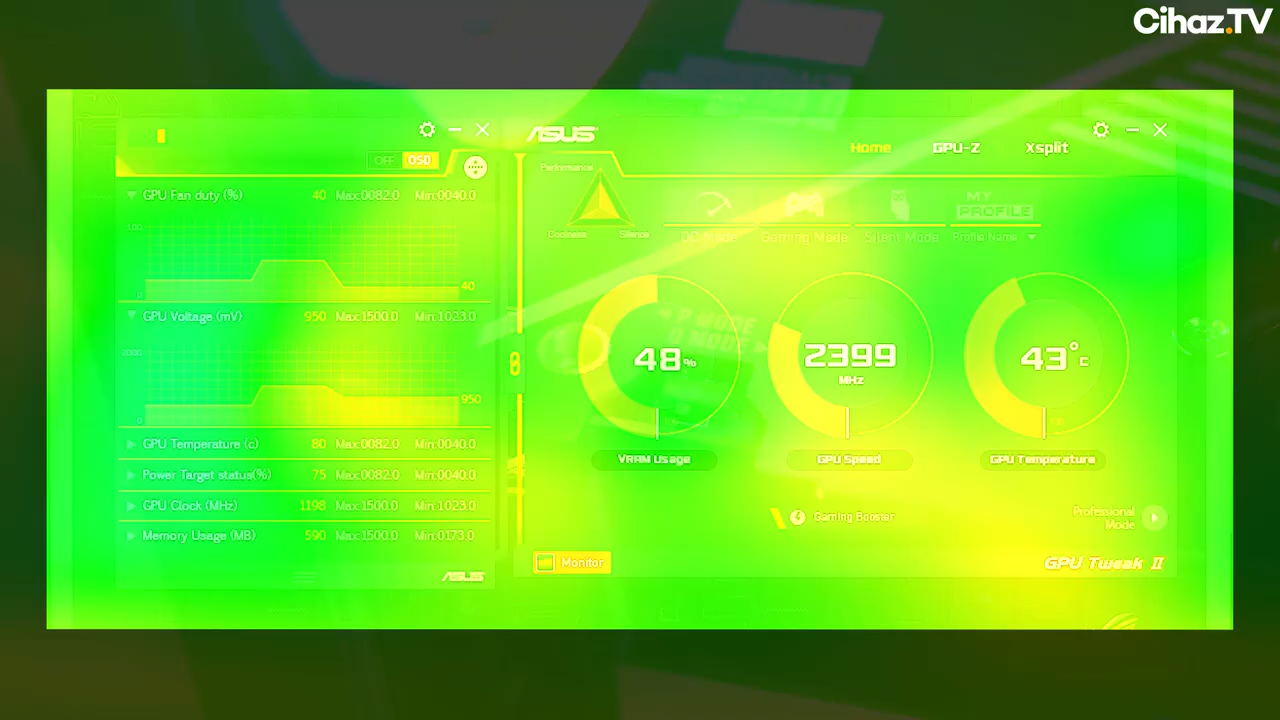 Cihaz.TV
OFF OSD
GPU Fan duty (%) 40 Max:0082.0 Min:0040.0
100
0
40
GPU Voltage (mV) 950 Max:1500.0 Min:1023.0
2000
0
950
GPU Temperature (c) 80 Max:0082.0 Min:0040.0
Power Target status(%) 75 Max:0082.0 Min:0040.0
GPU Clock (MHz) 1198 Max:1500.0 Min:1023.0
Memory Usage (MB) 590 Max:1500.0 Min:0173.0
ASUS
ASUS
Home GPU-Z Xsplit
Performance
Coolness Silence
OC Mode
Gaming Mode
Silent Mode
MY
PROFILE
Profile Name
P MODE
Q MODE
48%
VRAM Usage
2399
MHz
GPU Speed
43°c
GPU Temperature
Gaming Booster
Professional
Mode
Monitor
GPU Tweak II